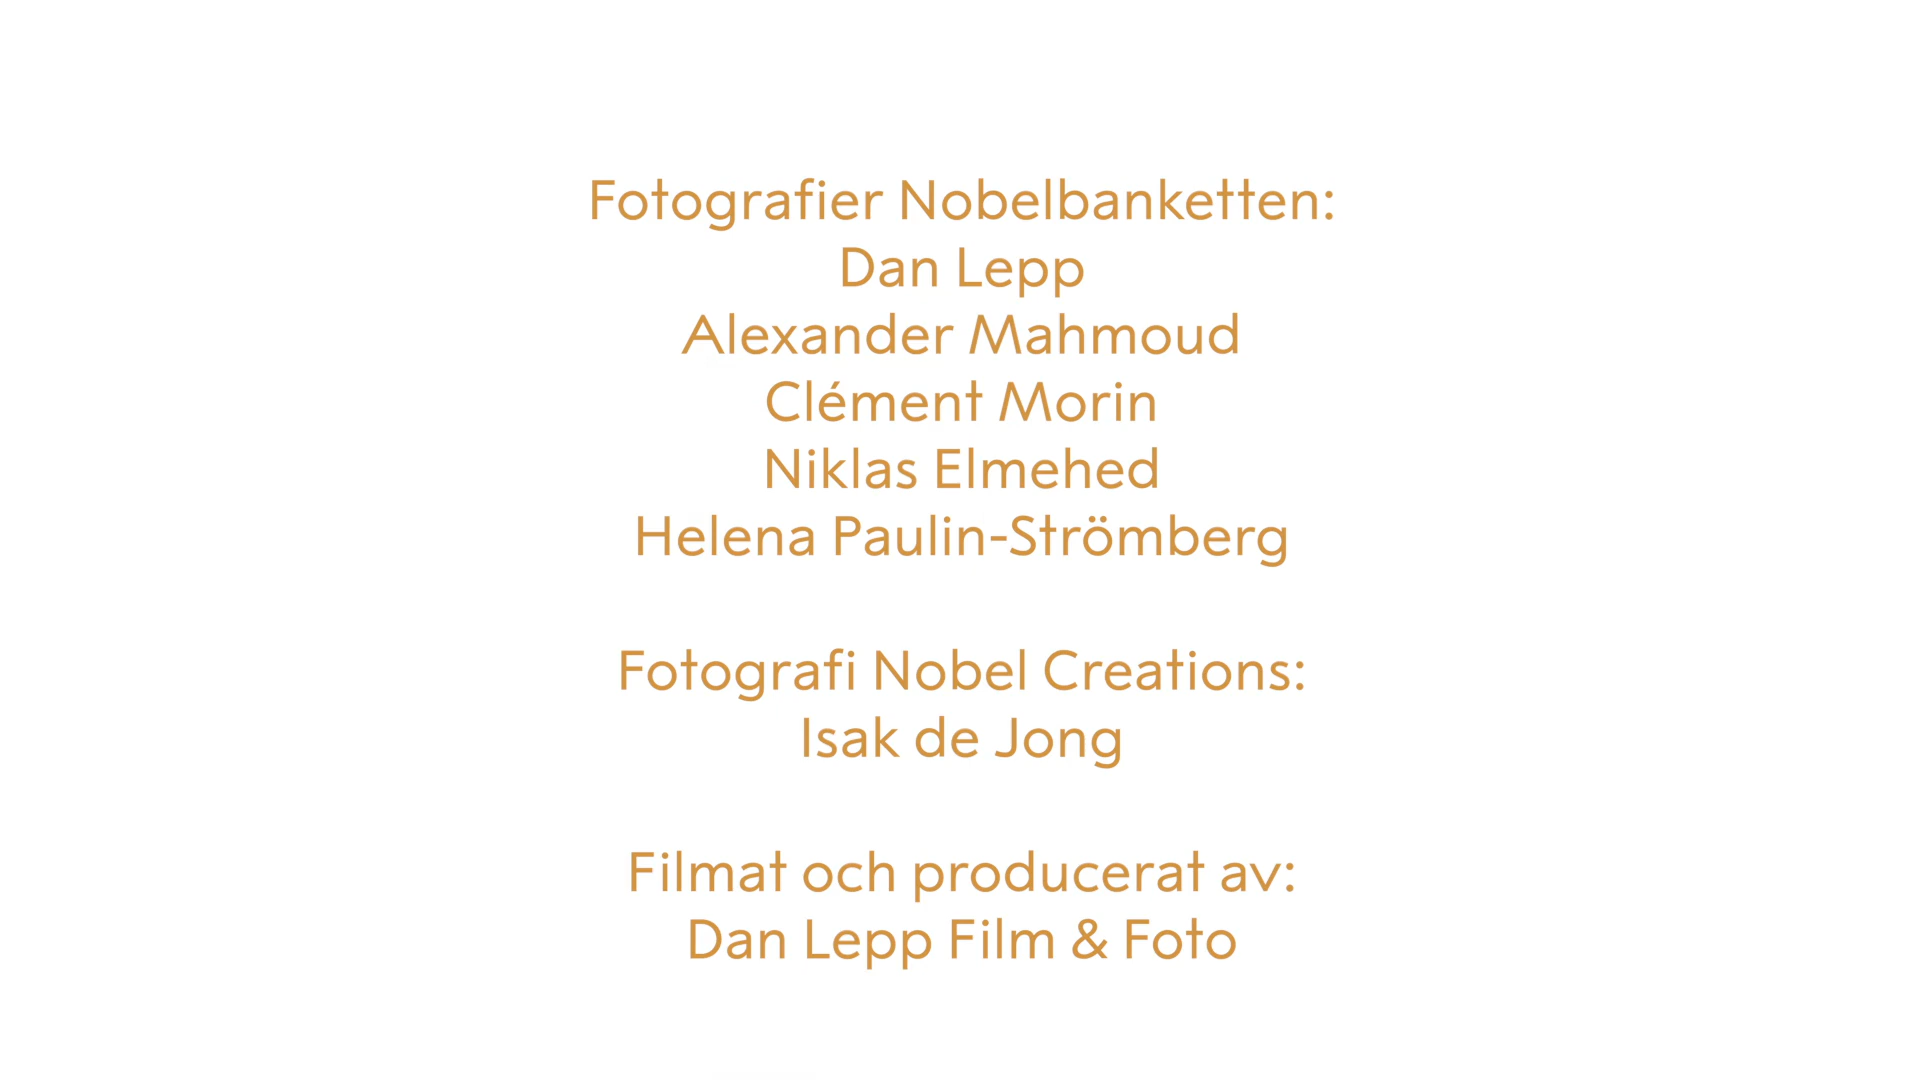 Fotografier Nobelbanketten:
Dan Lepp
Alexander Mahmoud
Clément Morin
Niklas Elmehed
Helena Paulin-Strömberg
Fotografi Nobel Creations:
Isak de Jong
Filmat och producerat av:
Dan Lepp Film & Foto